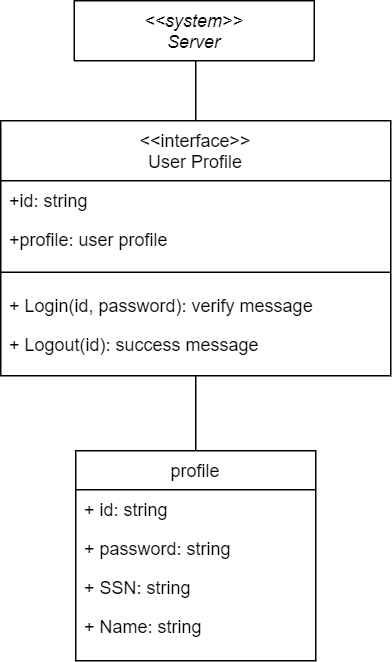 <<system>>
Server
<<interface>>
User Profile
+id: string
+profile: user profile
+ Login(id, password): verify message
+ Logout(id): success message
profile
+ id: string
+ password: string
+ SSN: string
+ Name: string